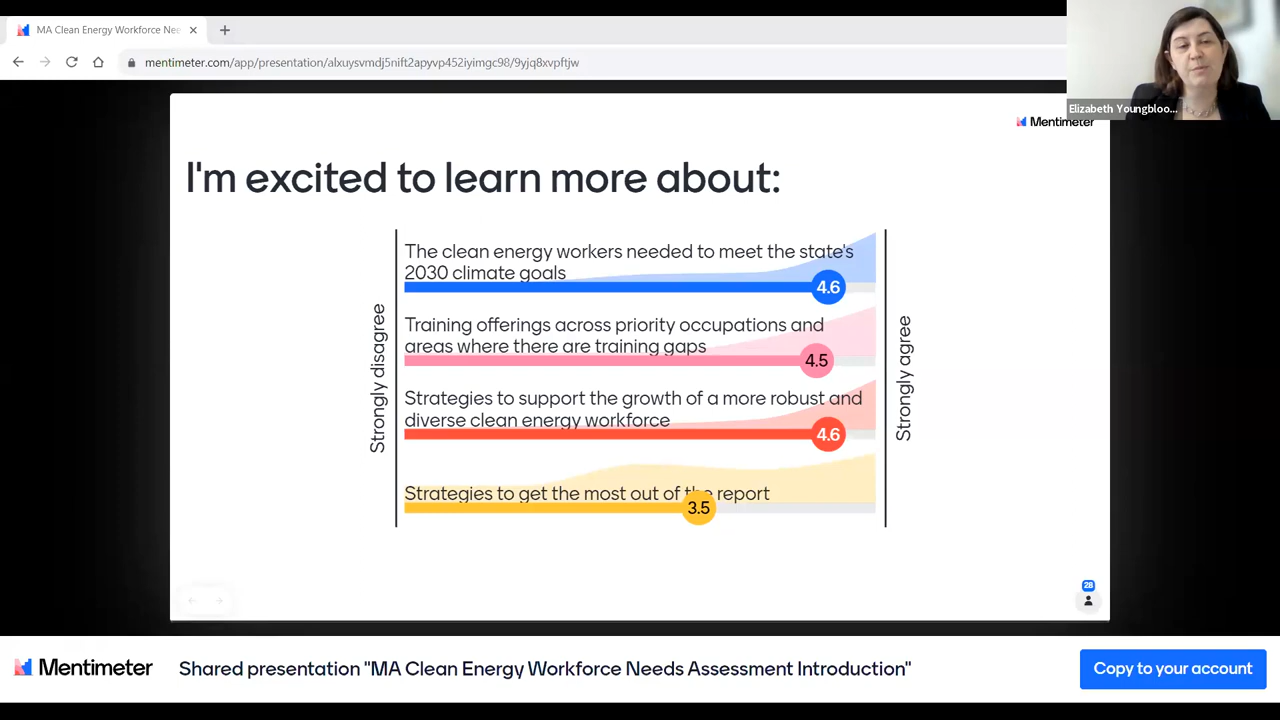 MA Clean Energy Workforce Nee
mentimeter.com/app/presentation/alxuysvmdj5nift2apyvp452iyimgc98/9yjq8xvpftjw
Elizabeth Youngbloo...
Mentimeter
I'm excited to learn more about:
Strongly disagree
The clean energy workers needed to meet the state's
2030 climate goals
4.6
Training offerings across priority occupations and
areas where there are training gaps
4.5
Strategies to support the growth of a more robust and
diverse clean energy workforce
4.6
Strategies to get the most out of the report
3.5
Strongly agree
28
Mentimeter
Shared presentation "MA Clean Energy Workforce Needs Assessment Introduction"
Copy to your account